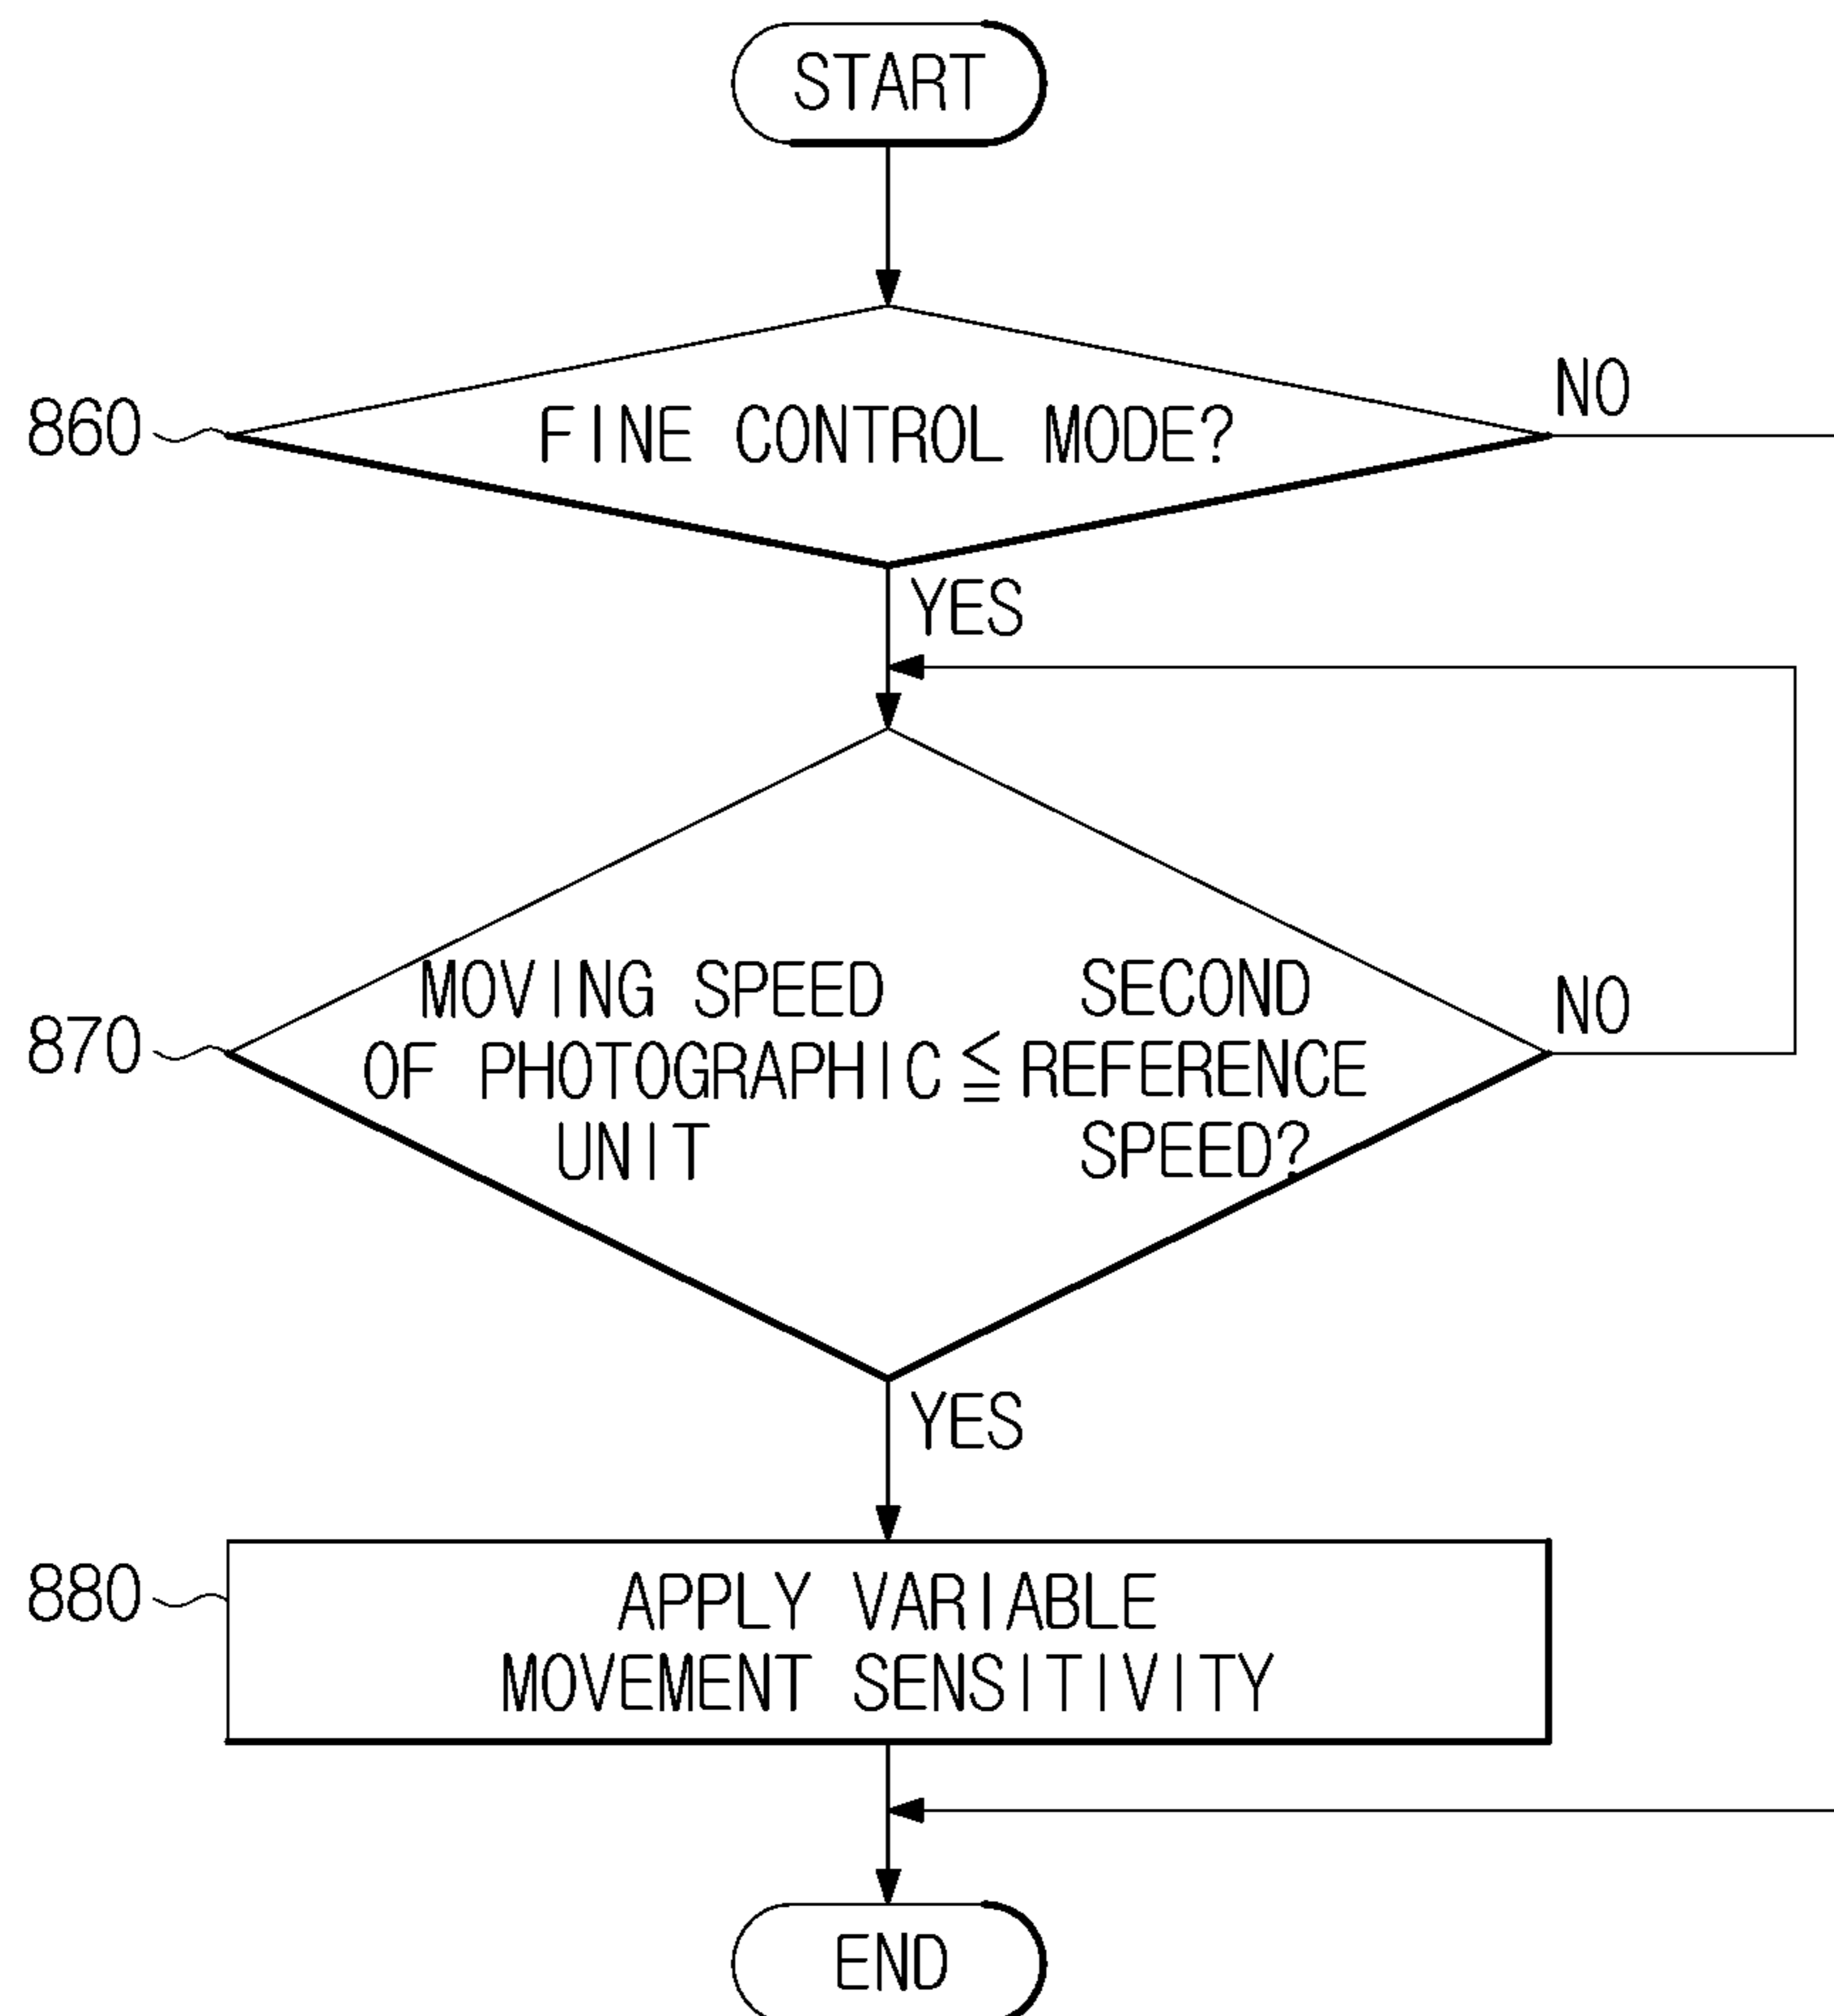 START
860
FINE CONTROL MODE?
NO
YES
870
MOVING SPEED
OF PHOTOGRAPHIC
UNIT
≦
SECOND
REFERENCE
SPEED?
NO
YES
880
APPLY VARIABLE
MOVEMENT SENSITIVITY
END